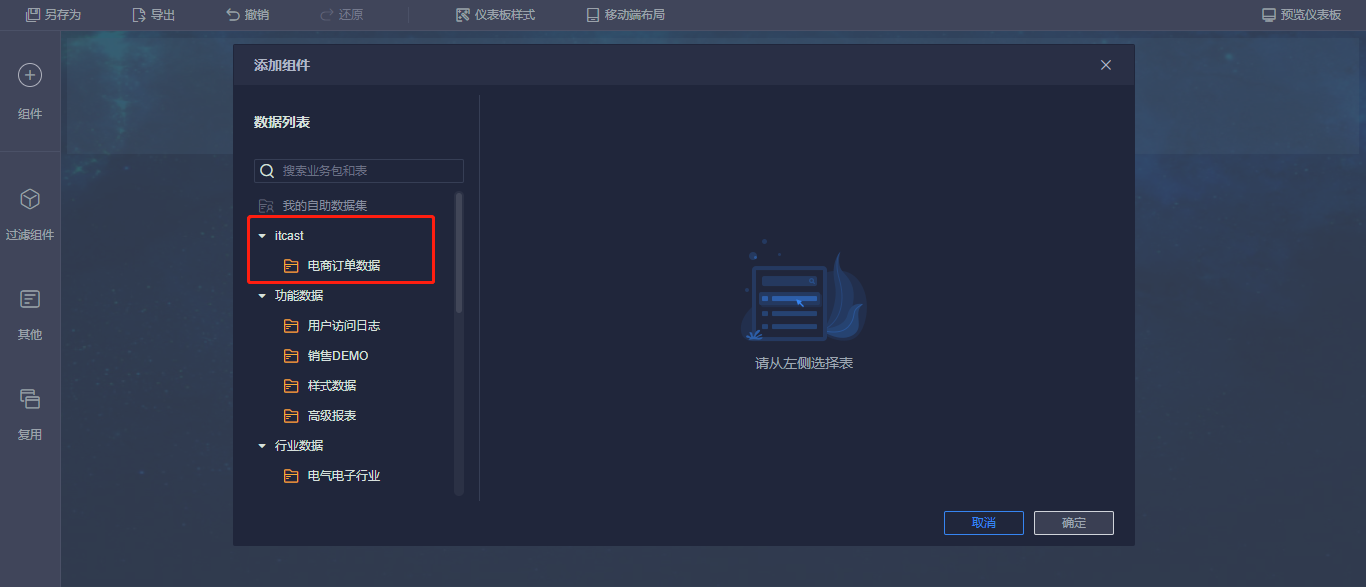 另存为 导出 撤销 还原 仪表板样式 移动端布局 预览仪表板
组件
过滤组件
其他
复用
添加组件
数据列表
搜索业务包和表
我的自助数据集
itcast
电商订单数据
功能数据
用户访问日志
销售DEMO
样式数据
高级报表
行业数据
电气电子行业
请从左侧选择表
取消 确定